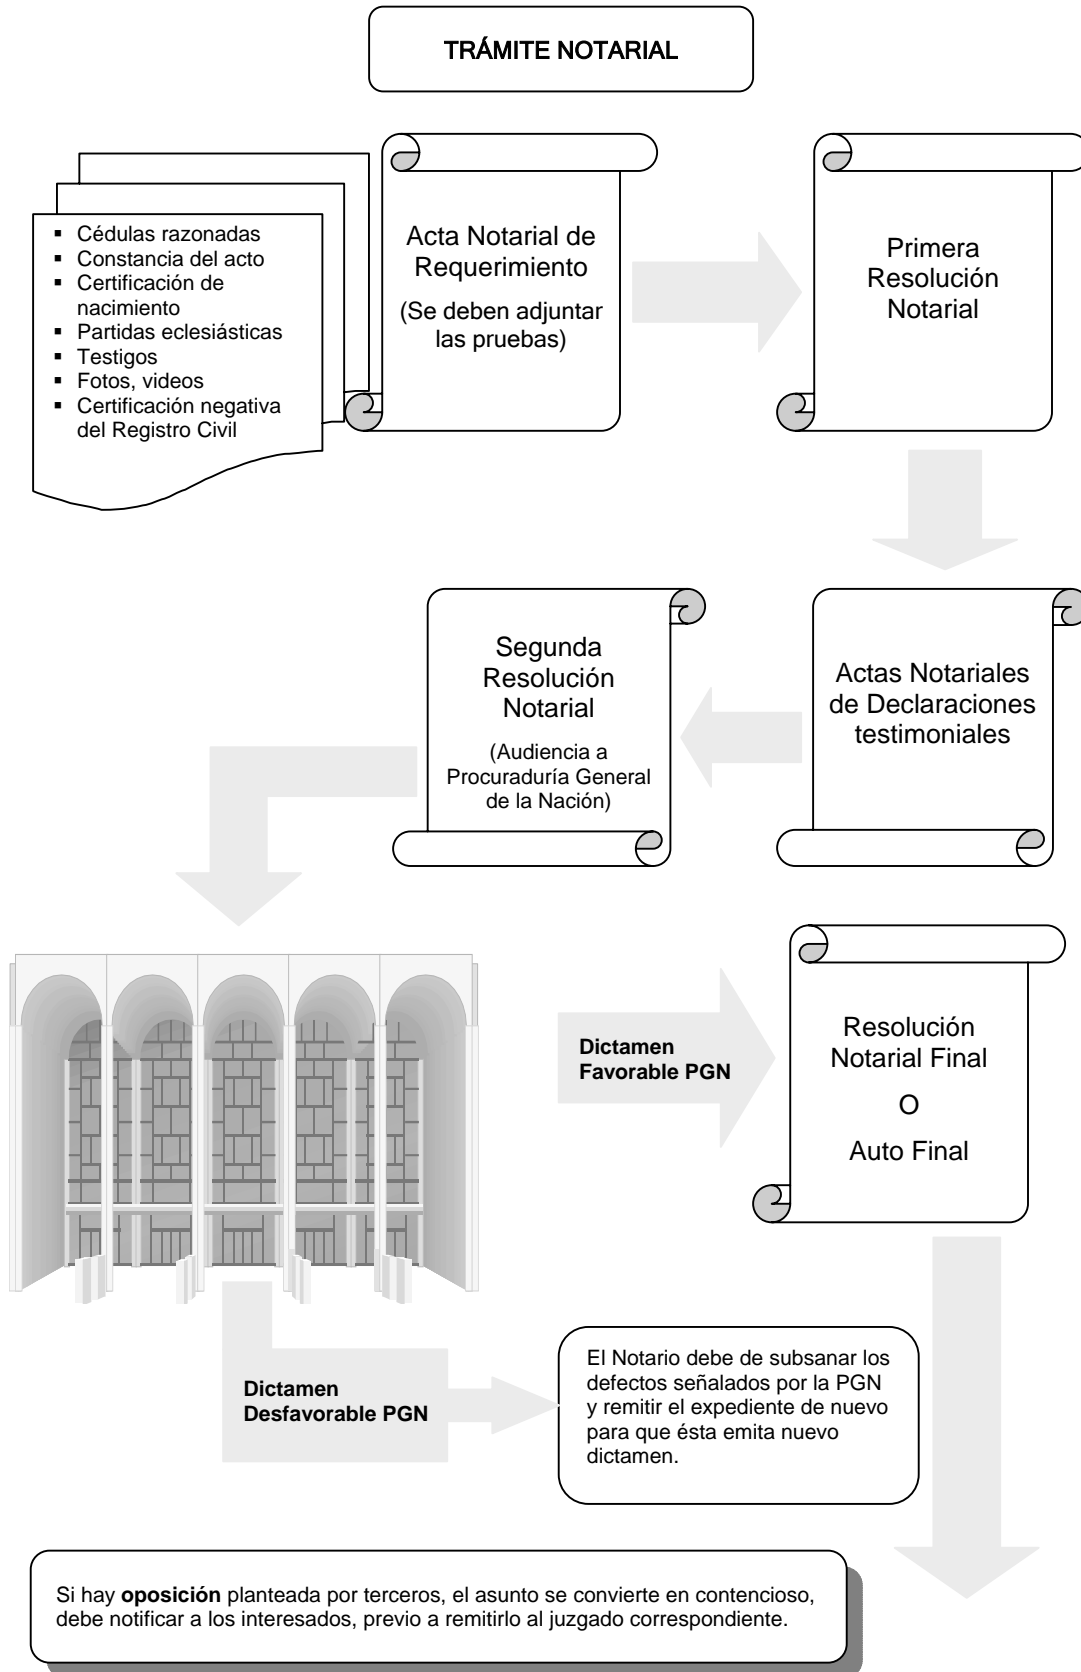 TRÁMITE NOTARIAL
▪ Cédulas razonadas
▪ Constancia del acto
▪ Certificación de
nacimiento
▪ Partidas eclesiásticas
▪ Testigos
▪ Fotos, videos
▪ Certificación negativa
del Registro Civil
Acta Notarial de
Requerimiento
(Se deben adjuntar
las pruebas)
Primera
Resolución
Notarial
Actas Notariales
de Declaraciones
testimoniales
Segunda
Resolución
Notarial
(Audiencia a
Procuraduría General
de la Nación)
Dictamen
Favorable PGN
Resolución
Notarial Final
O
Auto Final
Dictamen
Desfavorable PGN
El Notario debe de subsanar los
defectos señalados por la PGN
y remitir el expediente de nuevo
para que ésta emita nuevo
dictamen.
Si hay oposición planteada por terceros, el asunto se convierte en contencioso,
debe notificar a los interesados, previo a remitirlo al juzgado correspondiente.